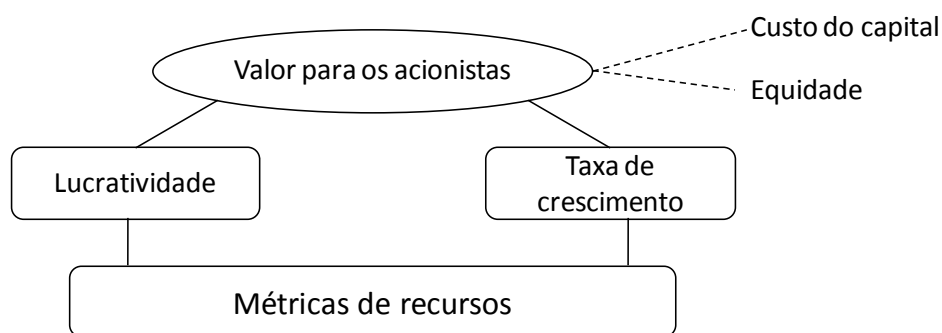 Custo do capital
Valor para os acionistas
Equidade
Lucratividade
Taxa de
crescimento
Métricas de recursos